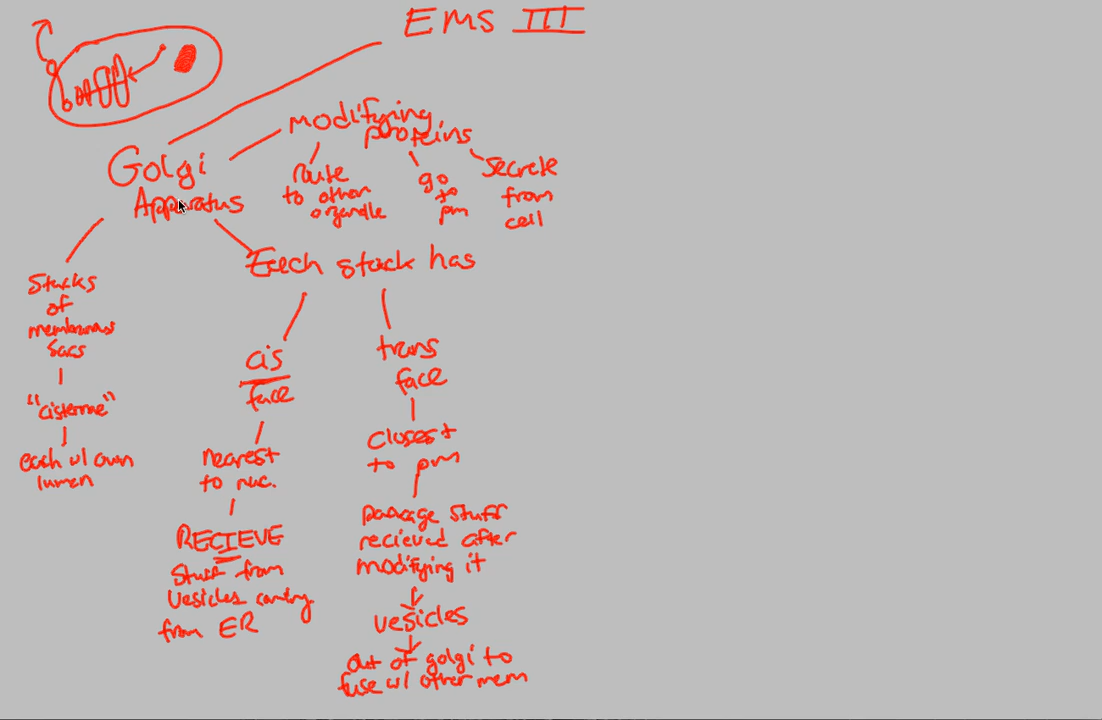 EMS III
modifying
proteins
Golgi
Apparatus
Route
to other
organelle
go
to
pm
Secrete
from
cell
Each stack has
Stacks
of
membranous
Sacs
"cisternae"
each w/ own
lumen
cis
face
nearest
to nuc.
RECIEVE
Stuff from
Vesicles coming
from ER
trans
face
Closest
to pm
package stuff
recieved after
modifying it
vesicles
out of golgi to
fuse w/ other mem